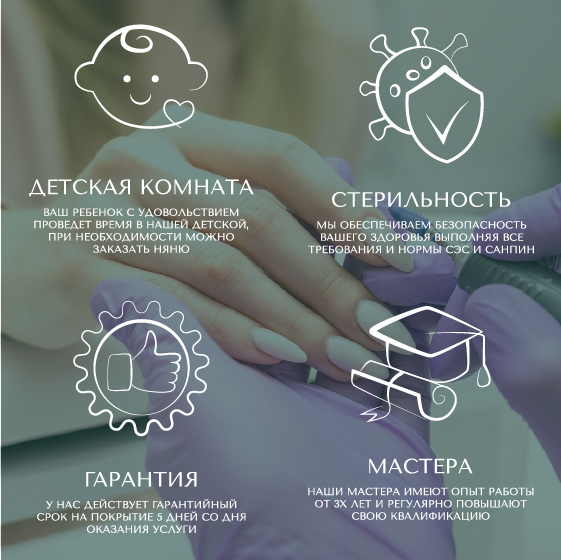 ДЕТСКАЯ КОМНАТА
ВАШ РЕБЕНОК С УДОВОЛЬСТВИЕМ
ПРОВЕДЕТ ВРЕМЯ В НАШЕЙ ДЕТСКОЙ,
ПРИ НЕОБХОДИМОСТИ МОЖНО
ЗАКАЗАТЬ НЯНЮ
СТЕРИЛЬНОСТЬ
МЫ ОБЕСПЕЧИВАЕМ БЕЗОПАСНОСТЬ
ВАШЕГО ЗДОРОВЬЯ ВЫПОЛНЯЯ ВСЕ
ТРЕБОВАНИЯ И НОРМЫ СЭС И САНПИН
ГАРАНТИЯ
У НАС ДЕЙСТВУЕТ ГАРАНТИЙНЫЙ
СРОК НА ПОКРЫТИЕ 5 ДНЕЙ СО ДНЯ
ОКАЗАНИЯ УСЛУГИ
МАСТЕРА
НАШИ МАСТЕРА ИМЕЮТ ОПЫТ РАБОТЫ
ОТ 3Х ЛЕТ И РЕГУЛЯРНО ПОВЫШАЮТ
СВОЮ КВАЛИФИКАЦИЮ